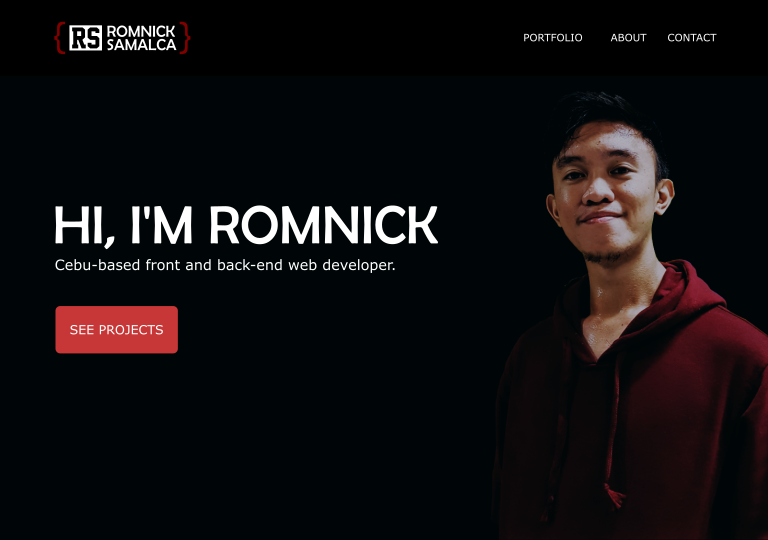 { RS ROMNICK
SAMALCA }
PORTFOLIO ABOUT CONTACT
HI, I'M ROMNICK
Cebu-based front and back-end web developer.
SEE PROJECTS